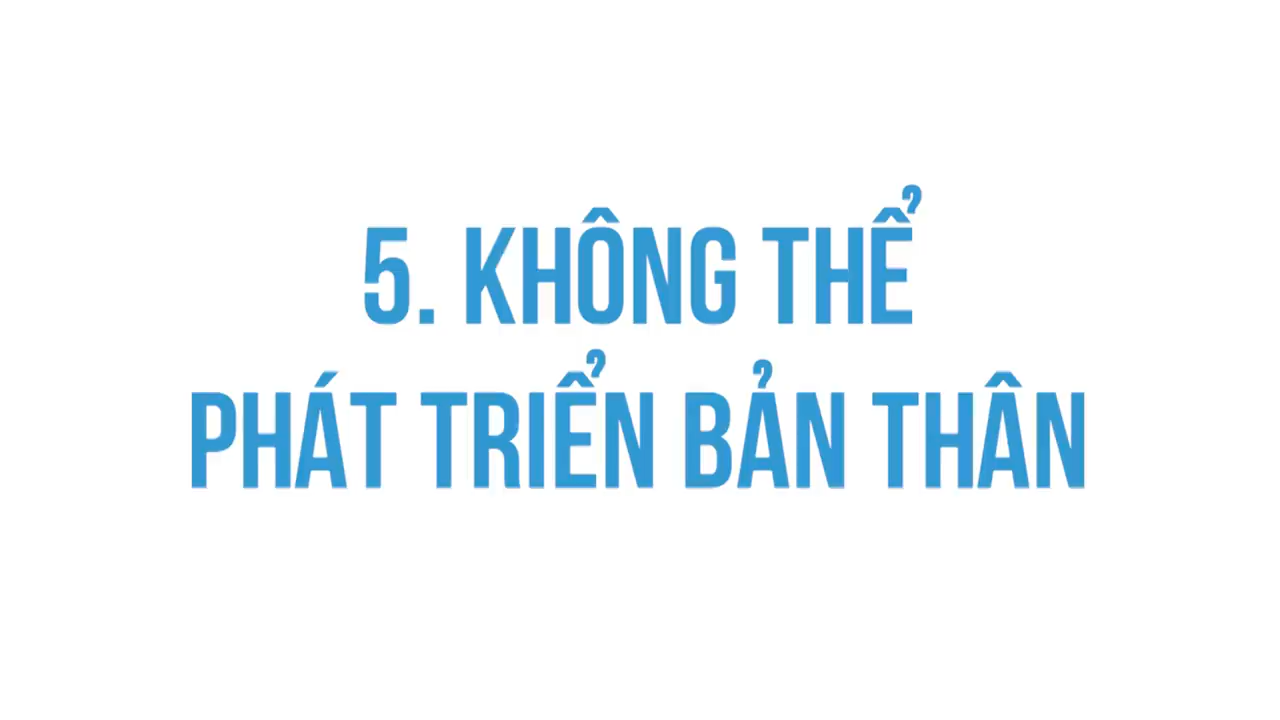 5. KHÔNG THỂ
PHÁT TRIỂN BẢN THÂN